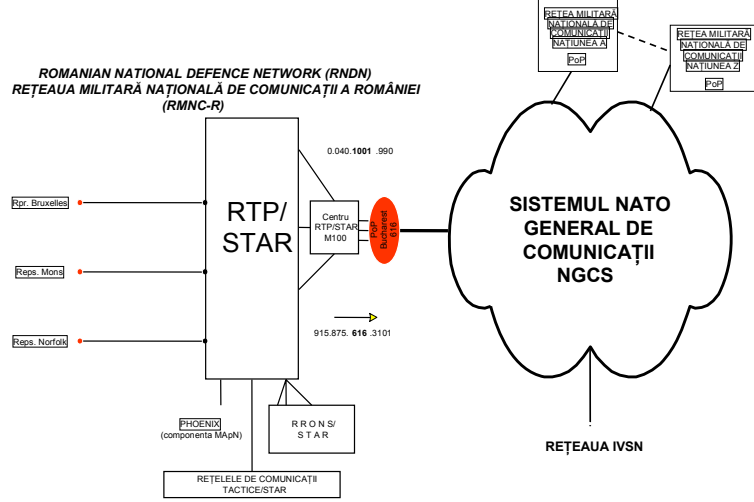 ROMANIAN NATIONAL DEFENCE NETWORK (RNDN)
REȚEAUA MILITARĂ NAȚIONALĂ DE COMUNICAȚII A ROMÂNIEI
(RMNC-R)
REȚEA MILITARĂ
NAȚIONALĂ DE
COMUNICAȚII
NAȚIUNEA A
PoP
REȚEA MILITARĂ
NAȚIONALĂ DE
COMUNICAȚII
NAȚIUNEA Z
PoP
0.040.1001 .990
Rpr. Bruxelles
Reps. Mons
Reps. Norfolk
RTP/
STAR
Centru
RTP/STAR
M100
PoP
Bucharest
616
915.875. 616 .3101
SISTEMUL NATO
GENERAL DE
COMUNICAȚII
NGCS
PHOENIX
(componenta MApN)
R R O N S/
S T A R
REȚELELE DE COMUNICAȚII
TACTICE/STAR
REȚEAUA IVSN